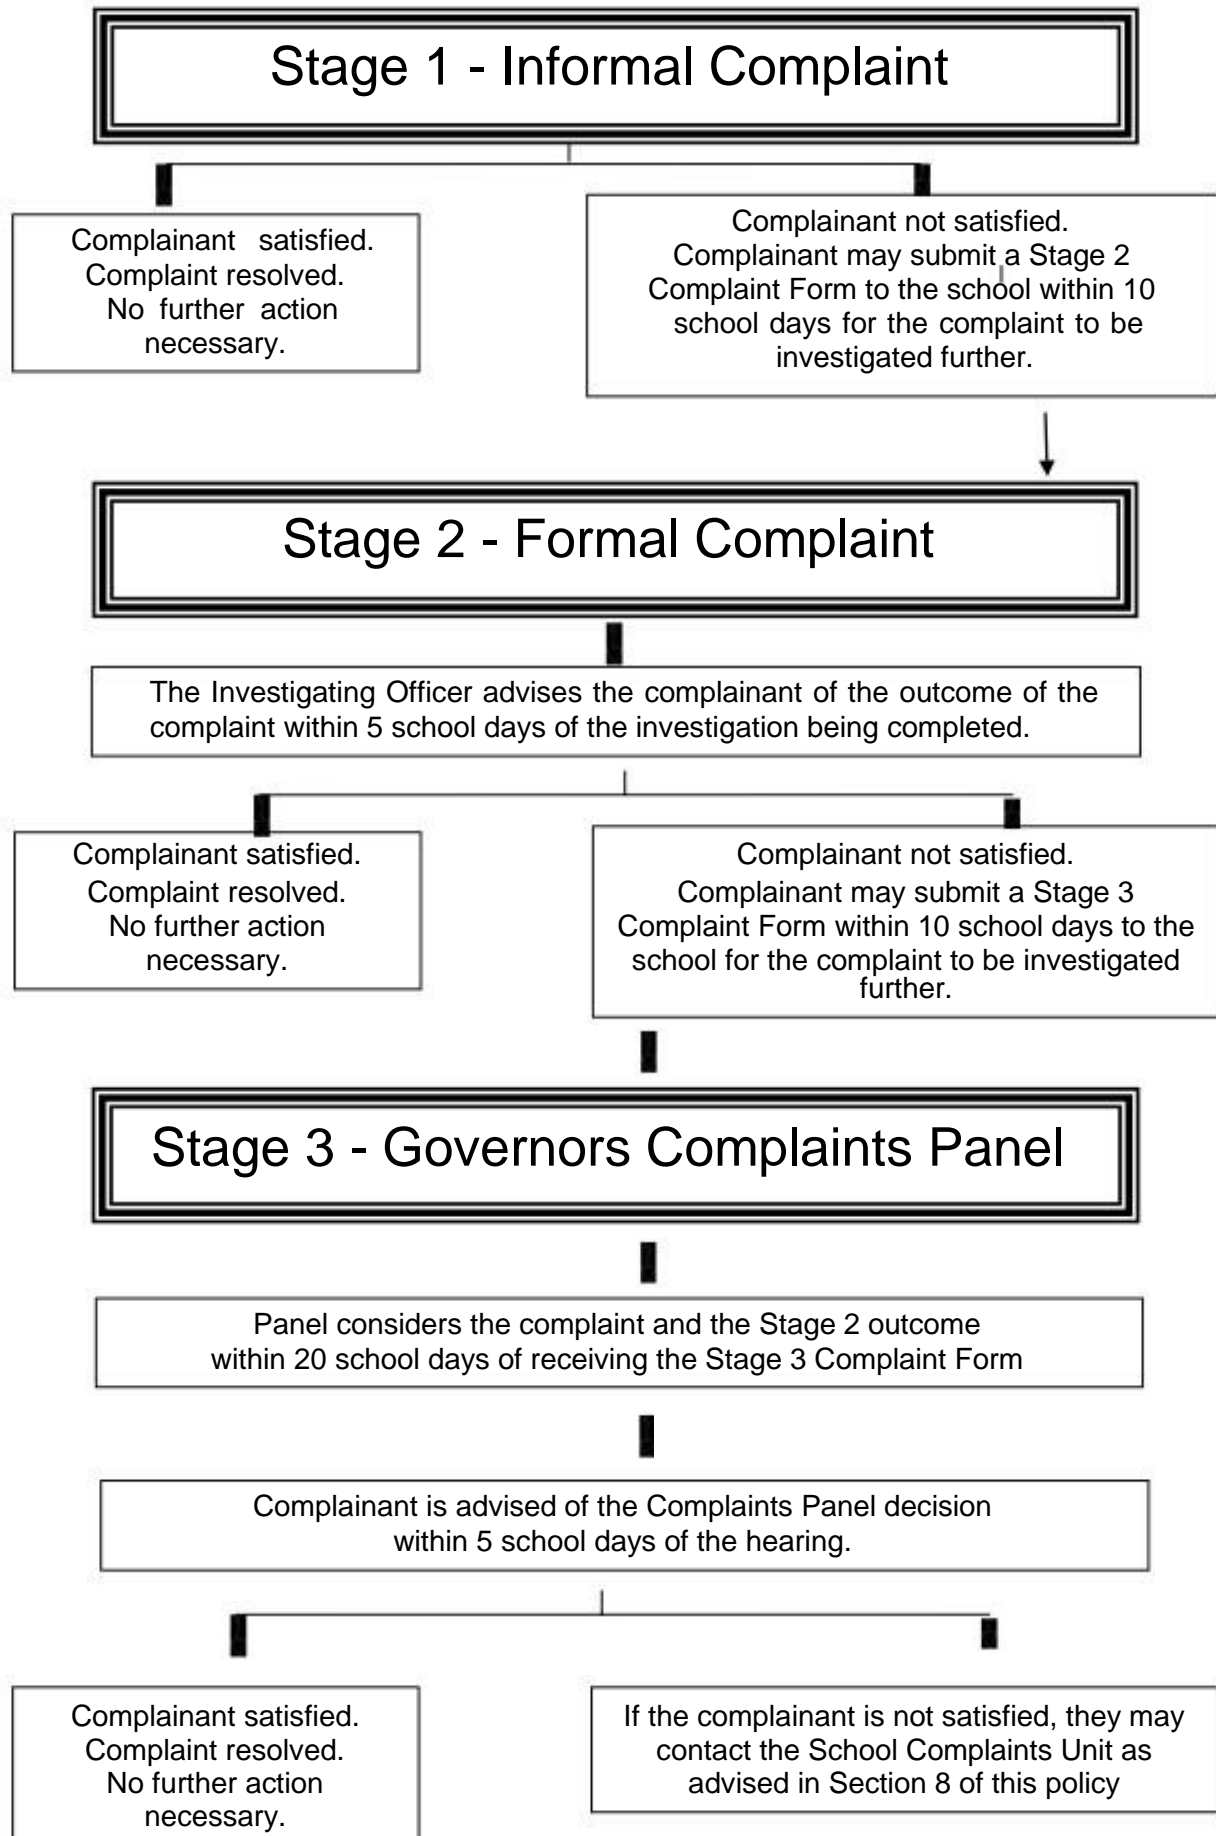 Stage 1 - Informal Complaint
Complainant satisfied.
Complaint resolved.
No further action
necessary.
Complainant not satisfied.
Complainant may submit a Stage 2
Complaint Form to the school within 10
school days for the complaint to be
investigated further.
Stage 2 - Formal Complaint
The Investigating Officer advises the complainant of the outcome of the
complaint within 5 school days of the investigation being completed.
Complainant satisfied.
Complaint resolved.
No further action
necessary.
Complainant not satisfied.
Complainant may submit a Stage 3
Complaint Form within 10 school days to the
school for the complaint to be investigated
further.
Stage 3 - Governors Complaints Panel
Panel considers the complaint and the Stage 2 outcome
within 20 school days of receiving the Stage 3 Complaint Form
Complainant is advised of the Complaints Panel decision
within 5 school days of the hearing.
Complainant satisfied.
Complaint resolved.
No further action
necessary.
If the complainant is not satisfied, they may
contact the School Complaints Unit as
advised in Section 8 of this policy